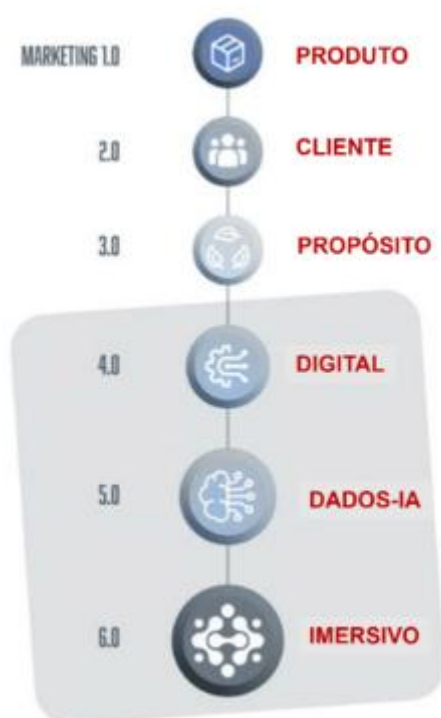 MARKETING 1.0 PRODUTO
2.0 CLIENTE
3.0 PROPÓSITO
4.0 DIGITAL
5.0 DADOS-IA
6.0 IMERSIVO